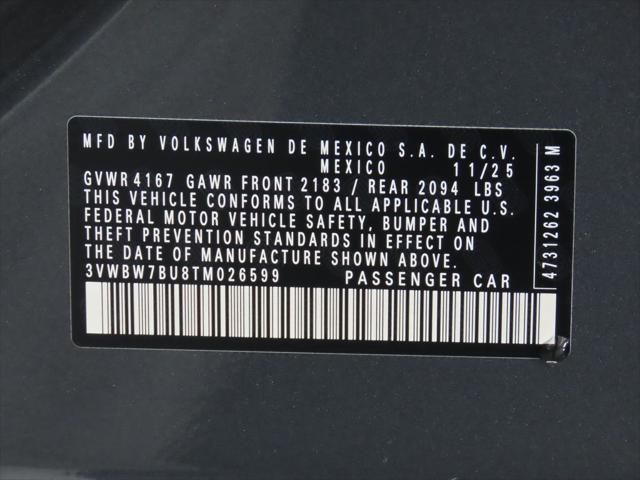 MFD BY VOLKSWAGEN DE MEXICO S.A. DE C.V.
MEXICO 11/25
GVWR 4167 GAWR FRONT 2183 / REAR 2094 LBS
THIS VEHICLE CONFORMS TO ALL APPLICABLE U.S.
FEDERAL MOTOR VEHICLE SAFETY, BUMPER AND
THEFT PREVENTION STANDARDS IN EFFECT ON
THE DATE OF MANUFACTURE SHOWN ABOVE.
3VWBW7BU8TM026599 PASSENGER CAR
4731262 3963 M